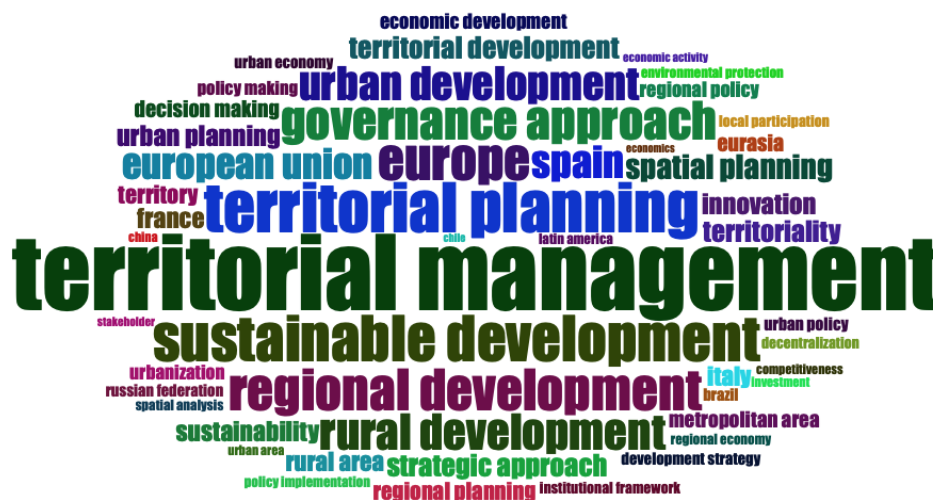 economic development
territorial development
economic activity
urban economy
environmental protection
policy making
urban development
regional policy
decision making
governance approach
local participation
urban planning
economics
eurasia
european union
europe
spain
spatial planning
territory
territorial planning
innovation
france
territoriality
china
chile
latin america
territorial management
stakeholder
sustainable development
urban policy
decentralization
urbanization
italy
competitiveness
investment
russian federation
regional development
brazil
spatial analysis
metropolitan area
sustainability
rural development
regional economy
urban area
rural area
strategic approach
development strategy
policy implementation
regional planning
institutional framework